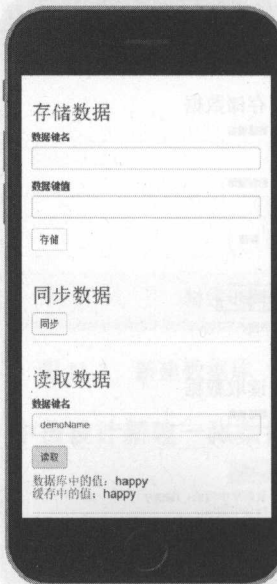 存储数据
数据键名
数据键值
存储
同步数据
同步
读取数据
数据键名
demoName
读取
数据库中的值：happy
缓存中的值：happy